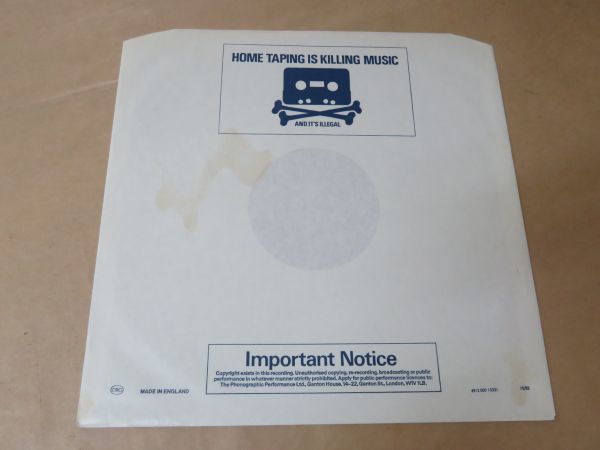 HOME TAPING IS KILLING MUSIC
AND IT'S ILLEGAL
Important Notice
Copyright exists in this recording. Unauthorised copying, re-recording, broadcasting or public
performance in whatever manner strictly prohibited. Apply for public performance licences to:
The Phonographic Performance Ltd., Ganton House, 14–22, Ganton St., London, W1V 1LB.
MADE IN ENGLAND